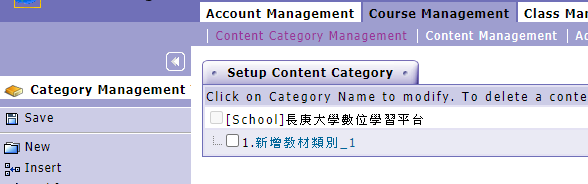 Account Management Course Management Class Man
Content Category Management Content Management Ac
Setup Content Category
Category Management
Click on Category Name to modify. To delete a conte
Save
[School]長庚大學數位學習平台
New
1.新增教材類別_1
Insert